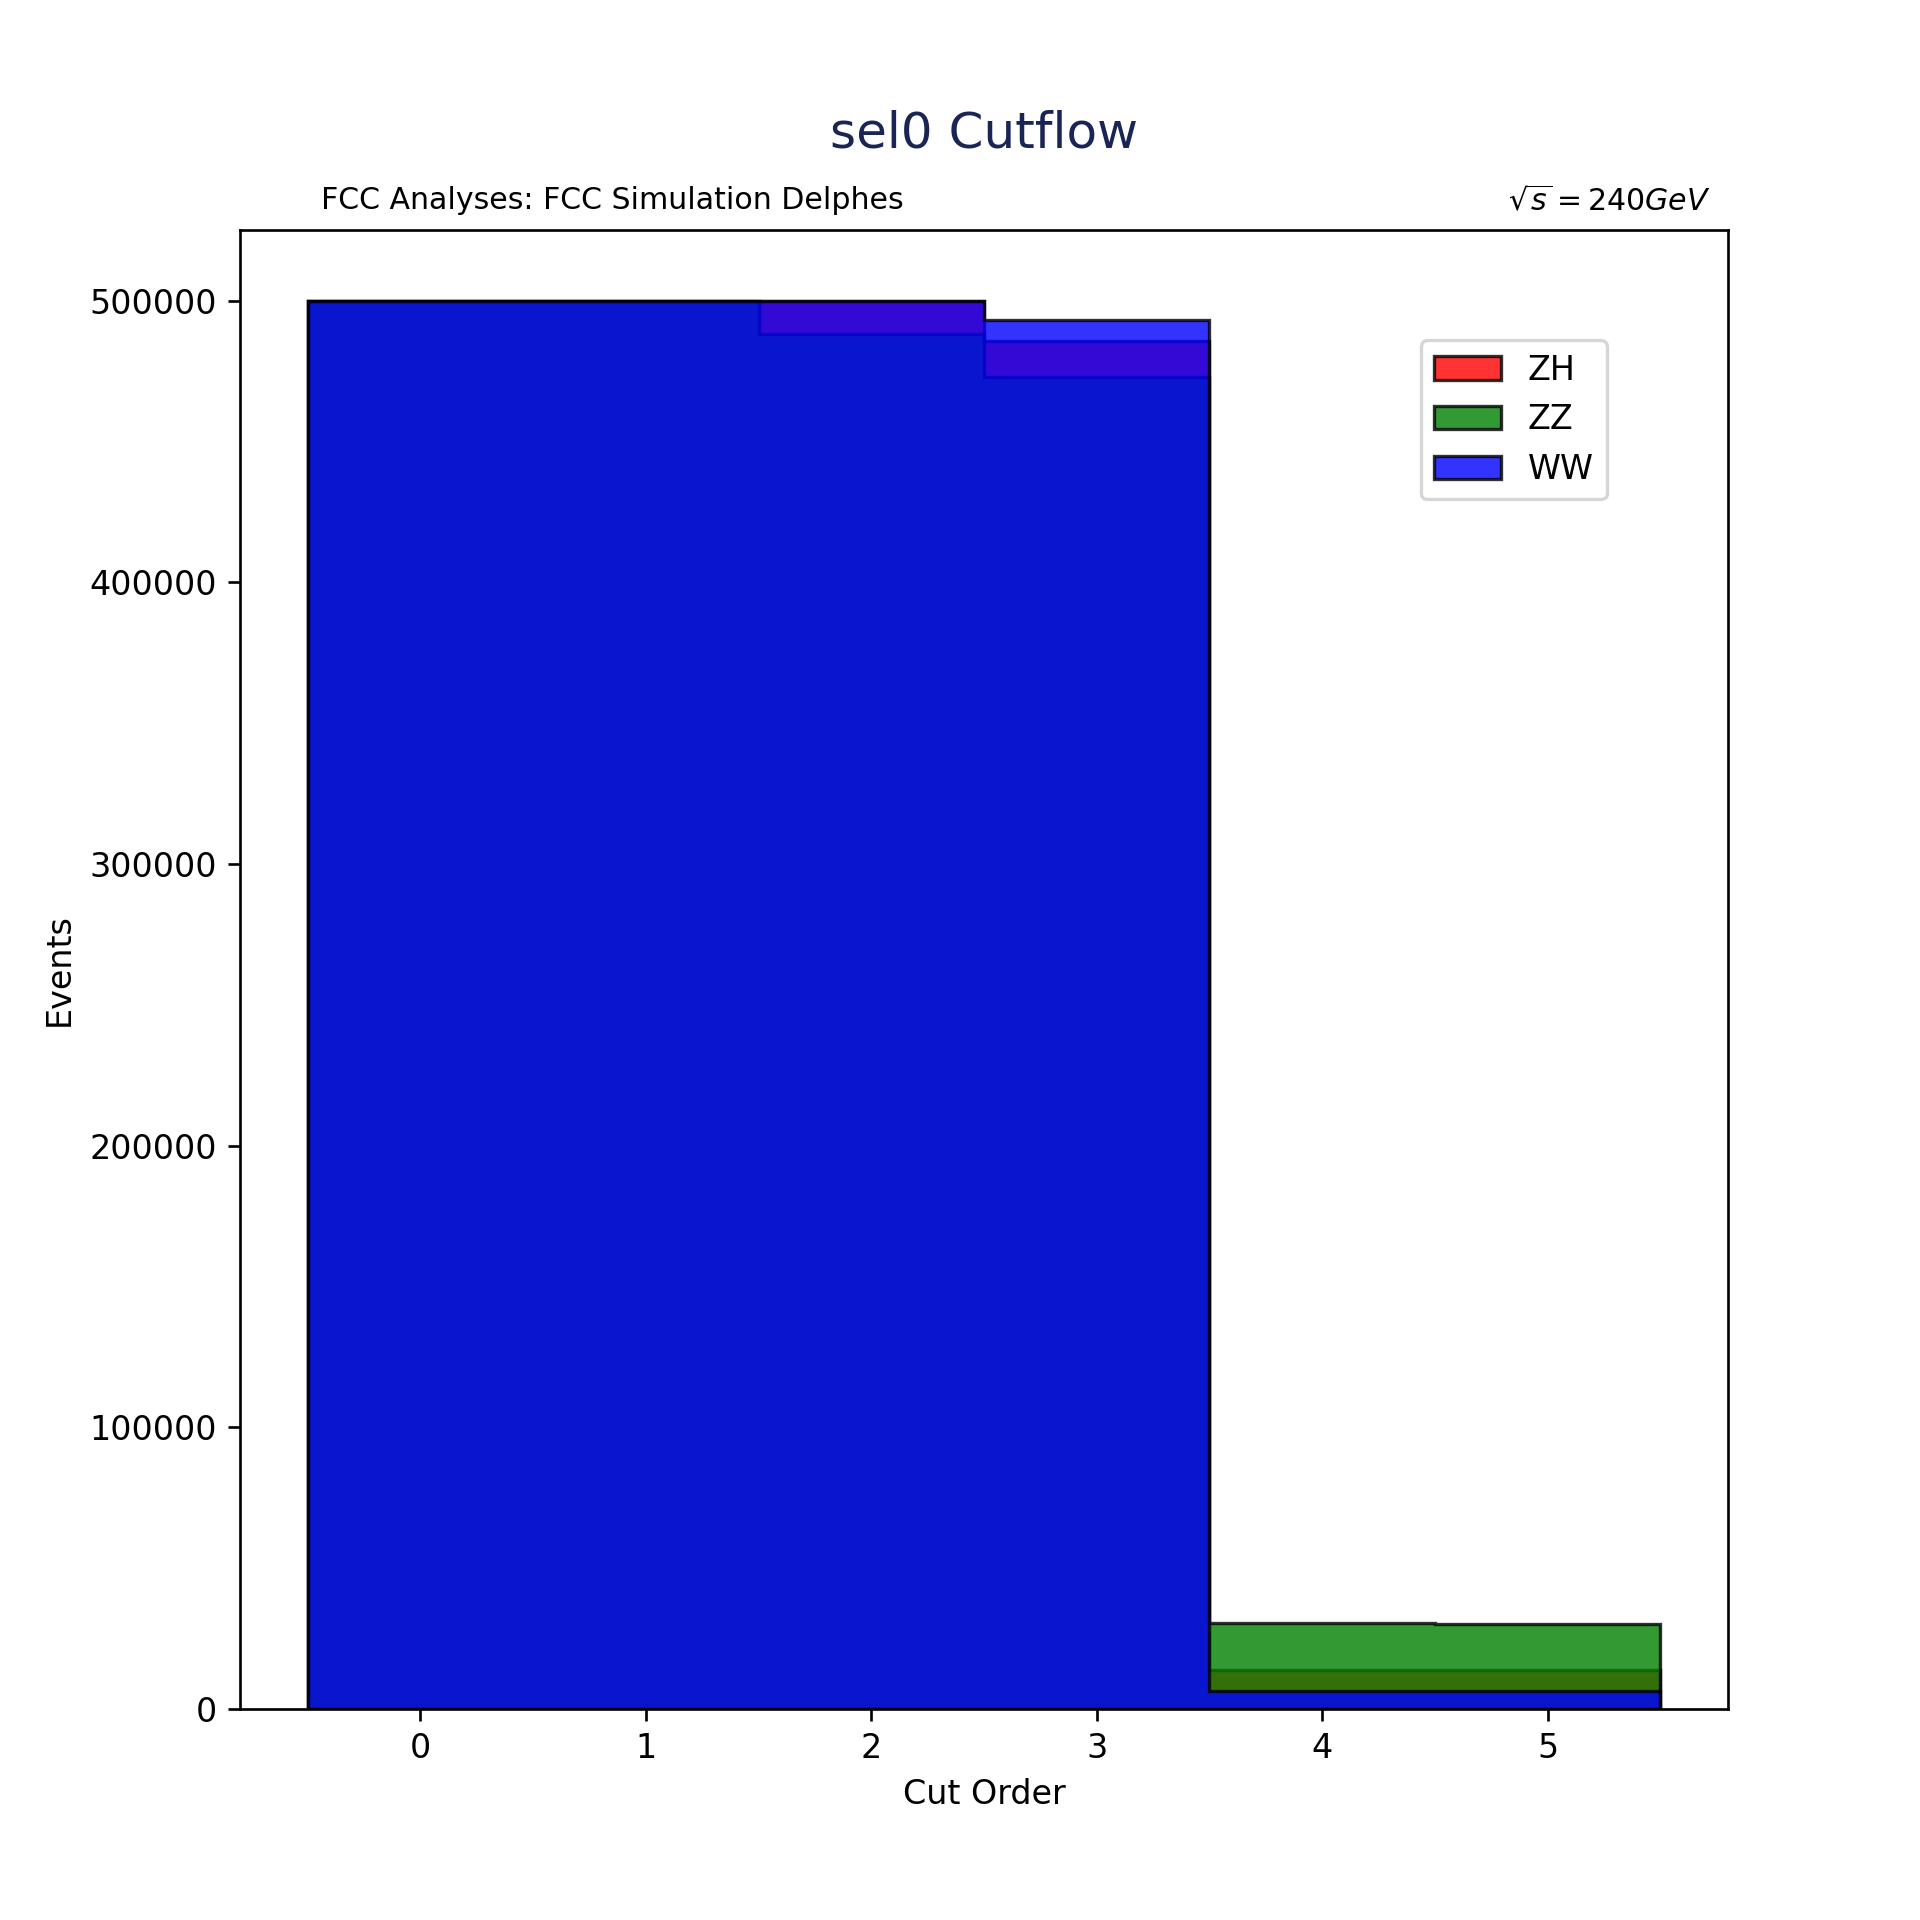 sel0 Cutflow
FCC Analyses: FCC Simulation Delphes
√s = 240GeV
500000
400000
300000
200000
100000
0
Events
ZH
ZZ
WW
0 1 2 3 4 5
Cut Order